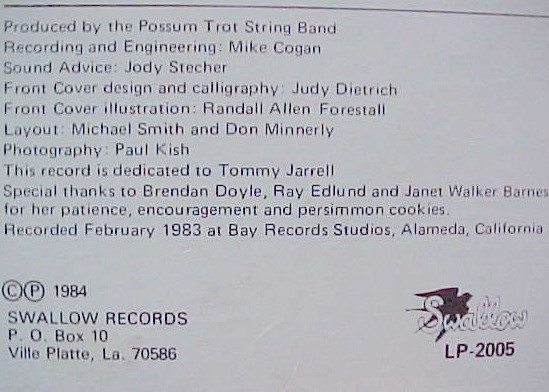 Produced by the Possum Trot String Band
Recording and Engineering: Mike Cogan
Sound Advice: Jody Stecher
Front Cover design and calligraphy: Judy Dietrich
Front Cover illustration: Randall Allen Forestall
Layout: Michael Smith and Don Minnerly
Photography: Paul Kish
This record is dedicated to Tommy Jarrell
Special thanks to Brendan Doyle, Ray Edlund and Janet Walker Barnes
for her patience, encouragement and persimmon cookies.
Recorded February 1983 at Bay Records Studios, Alameda, California
©℗ 1984
SWALLOW RECORDS
P. O. Box 10
Ville Platte, La. 70586
Swallow
LP-2005